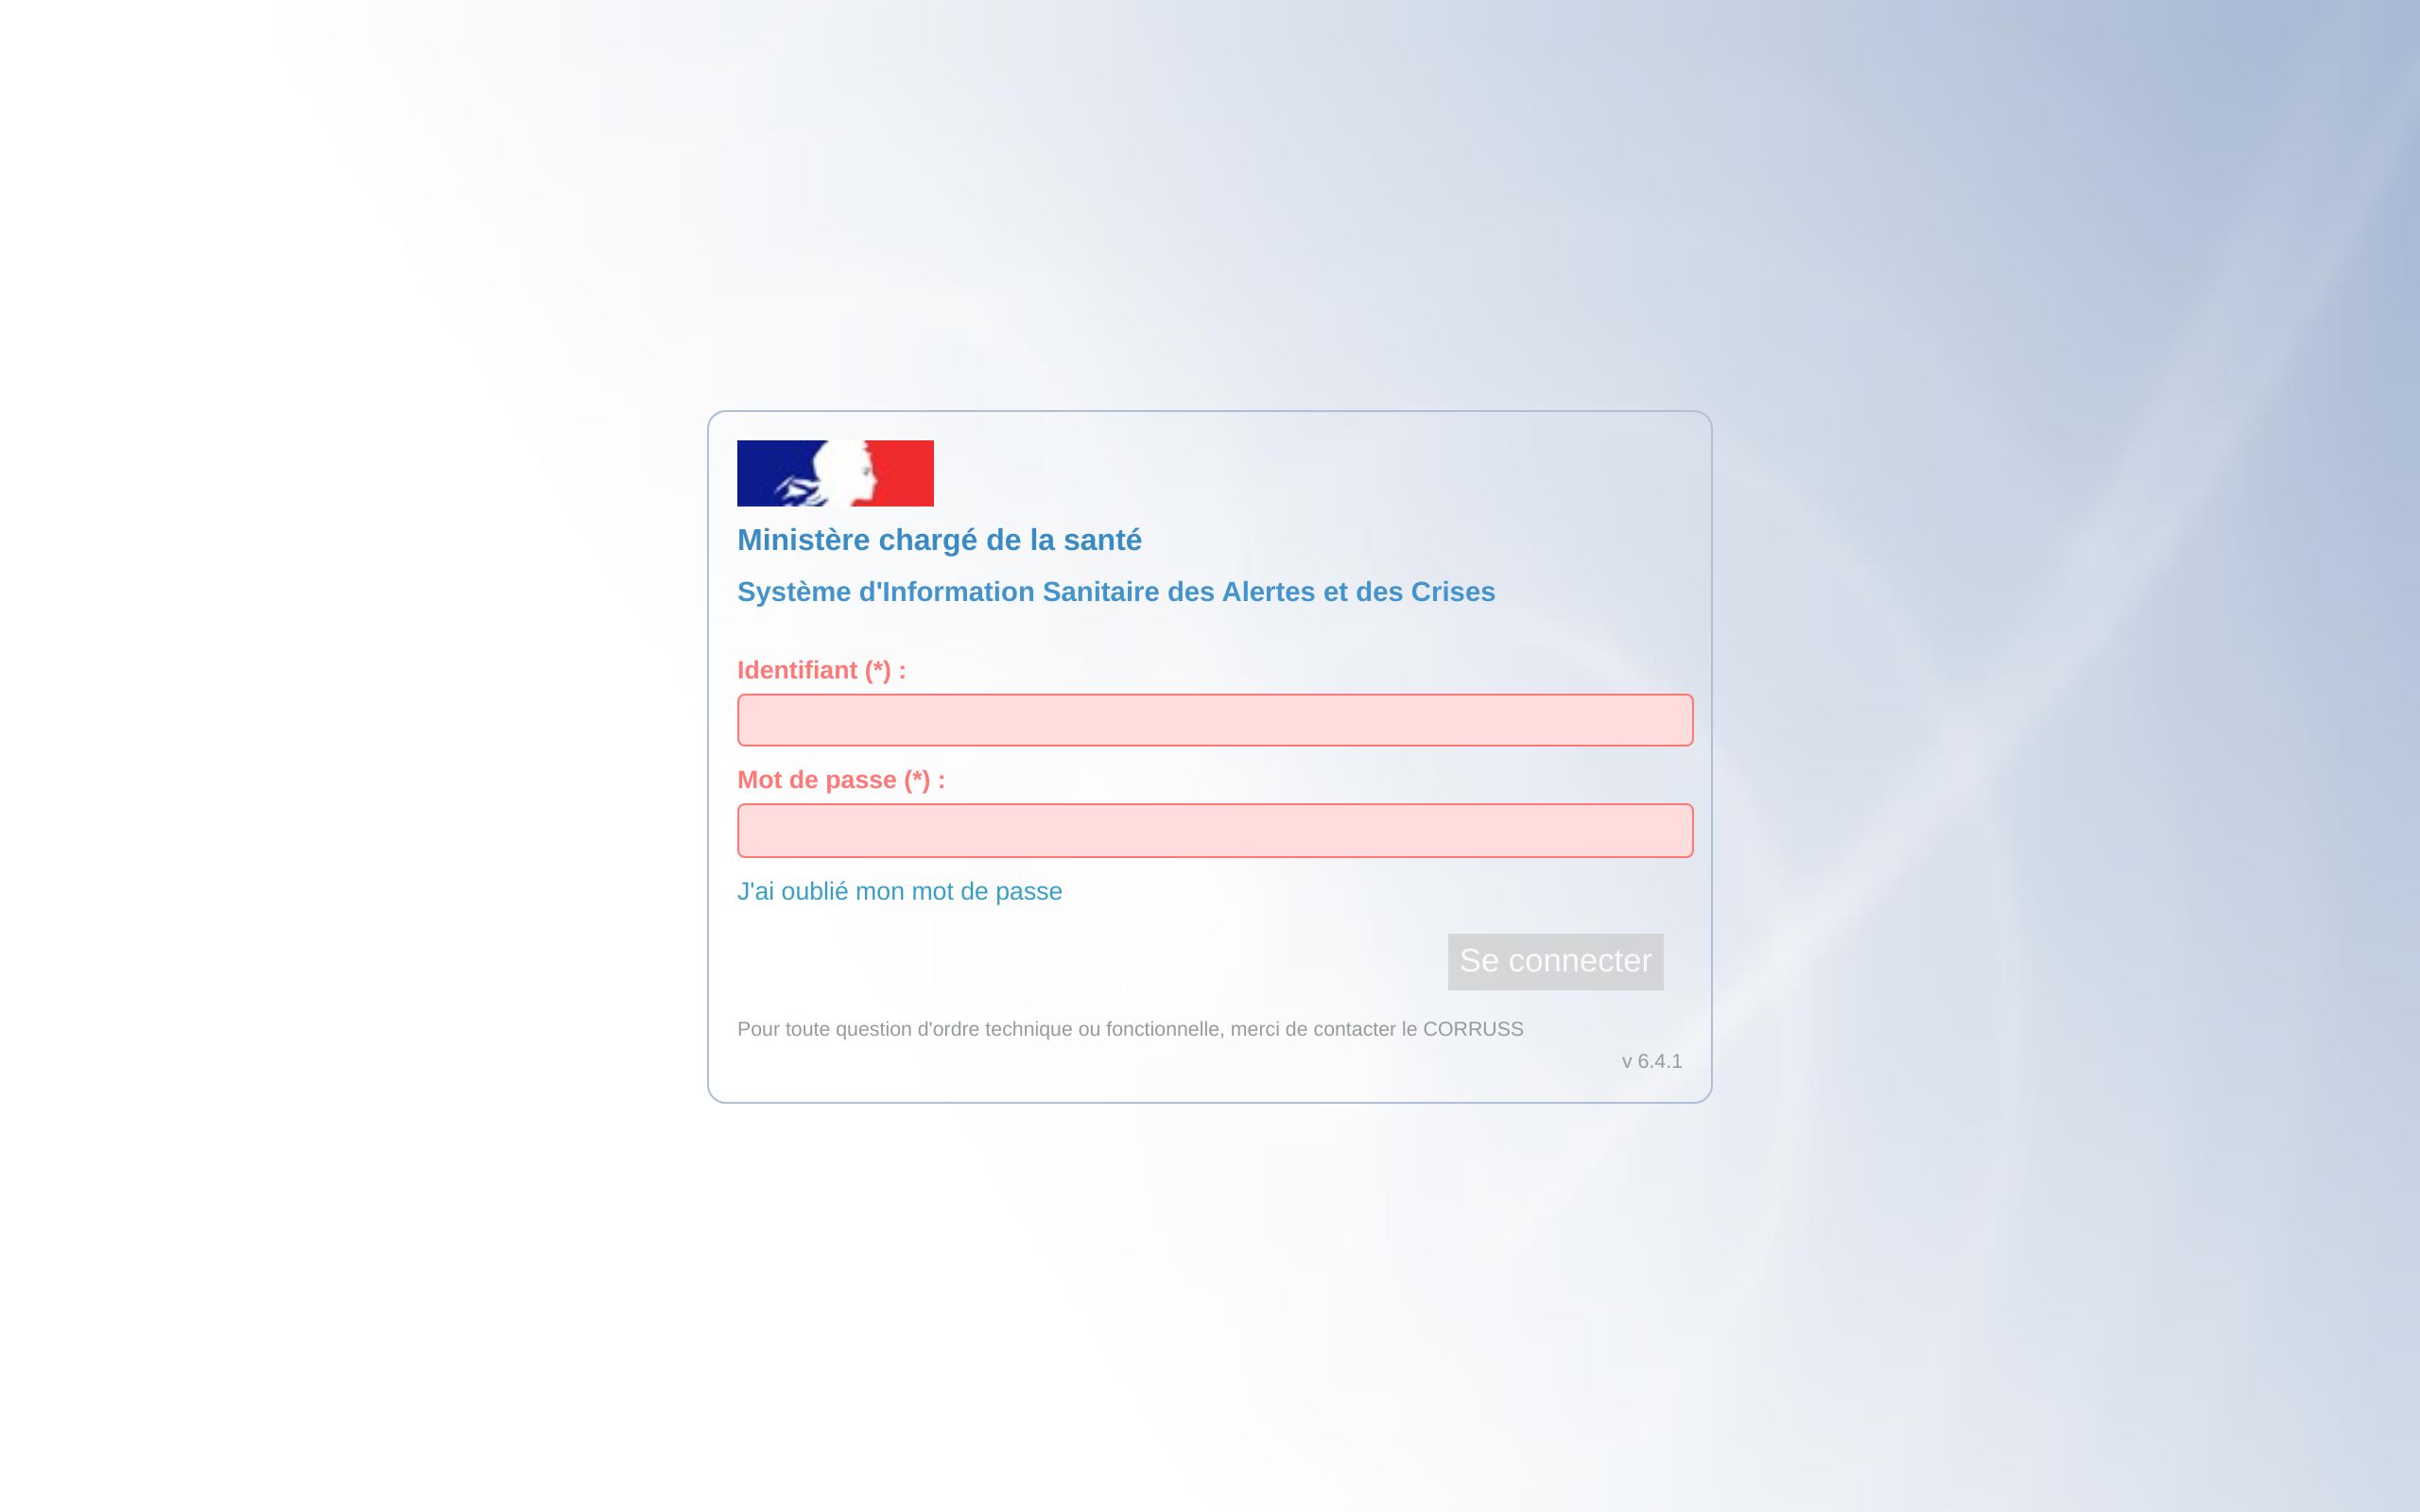 Ministère chargé de la santé
Système d'Information Sanitaire des Alertes et des Crises
Identifiant (*) :
Mot de passe (*) :
J'ai oublié mon mot de passe
Se connecter
Pour toute question d'ordre technique ou fonctionnelle, merci de contacter le CORRUSS
v 6.4.1